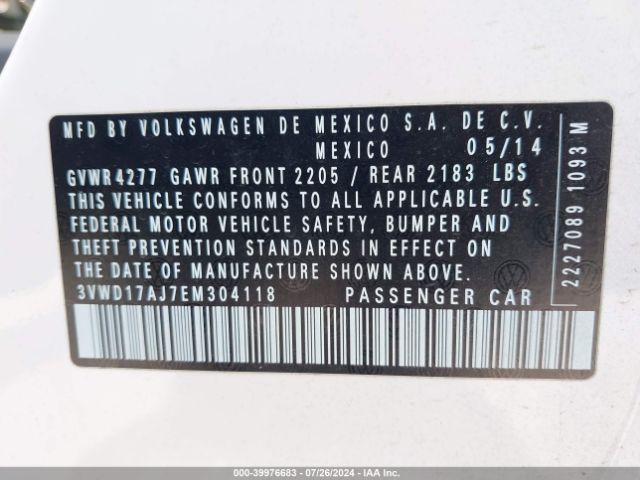 MFD BY VOLKSWAGEN DE MEXICO S.A. DE C.V.
MEXICO 05/14
GVWR 4277 GAWR FRONT 2205 / REAR 2183 LBS
THIS VEHICLE CONFORMS TO ALL APPLICABLE U.S.
FEDERAL MOTOR VEHICLE SAFETY, BUMPER AND
THEFT PREVENTION STANDARDS IN EFFECT ON
THE DATE OF MANUFACTURE SHOWN ABOVE.
3VWD17AJ7EM304118 PASSENGER CAR
2227089 1093 M
IAA - 39976683 - 07/26/2024 - IMPACT AUTO